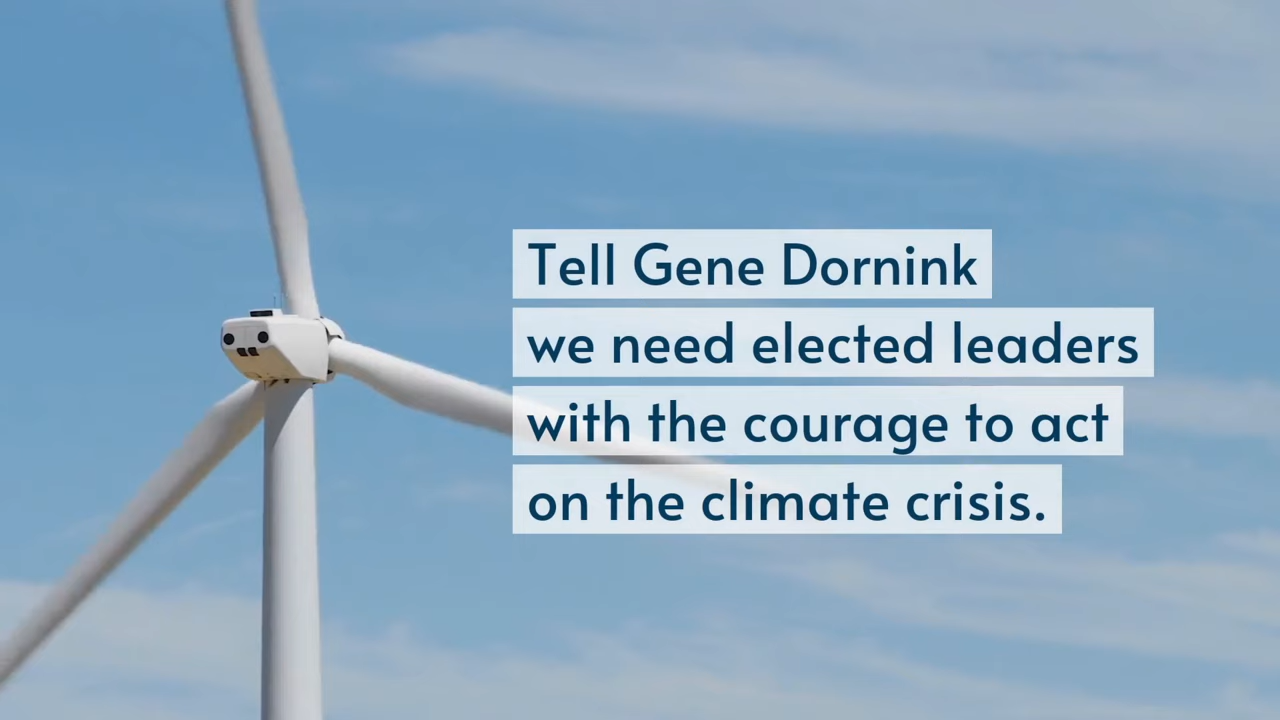 Tell Gene Dornink
we need elected leaders
with the courage to act
on the climate crisis.